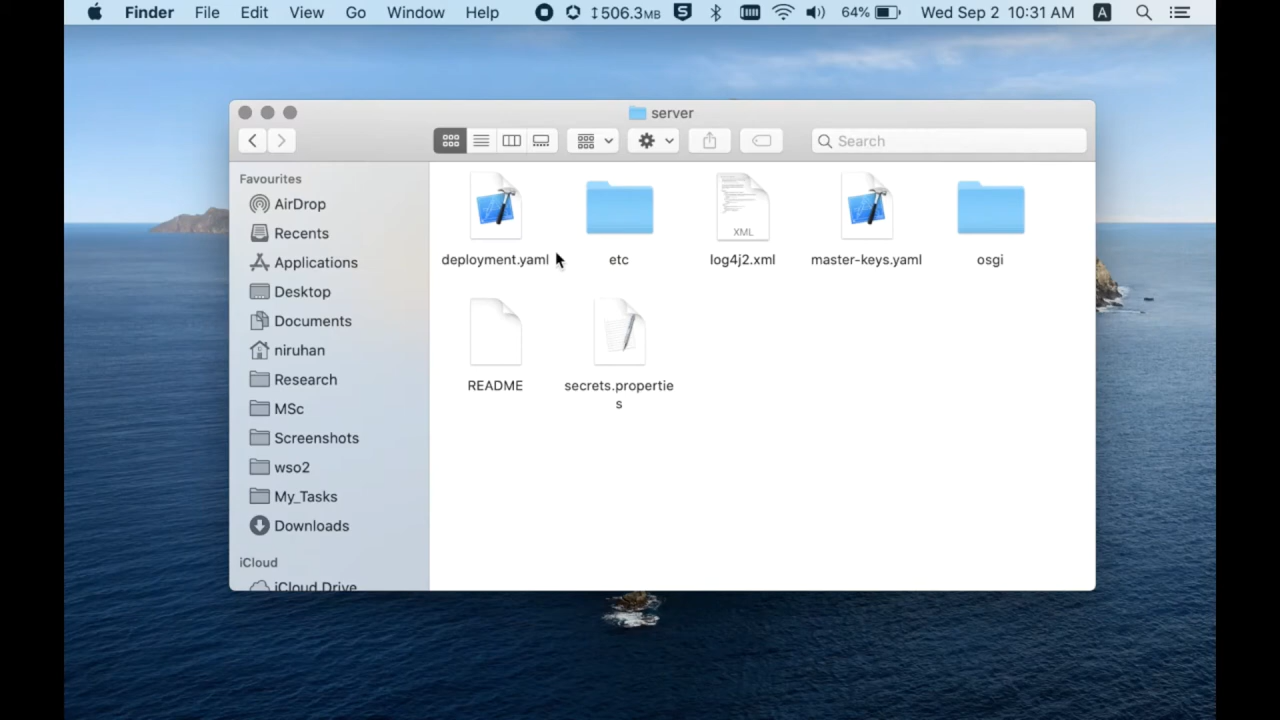 Finder File Edit View Go Window Help 506.3MB S 64% Wed Sep 2 10:31 AM A
server
Search
Favourites
AirDrop
Recents
Applications
Desktop
Documents
niruhan
Research
MSc
Screenshots
wso2
My_Tasks
Downloads
iCloud
iCloud Drive
XML
deployment.yaml etc log4j2.xml master-keys.yaml osgi
README secrets.propertie
s